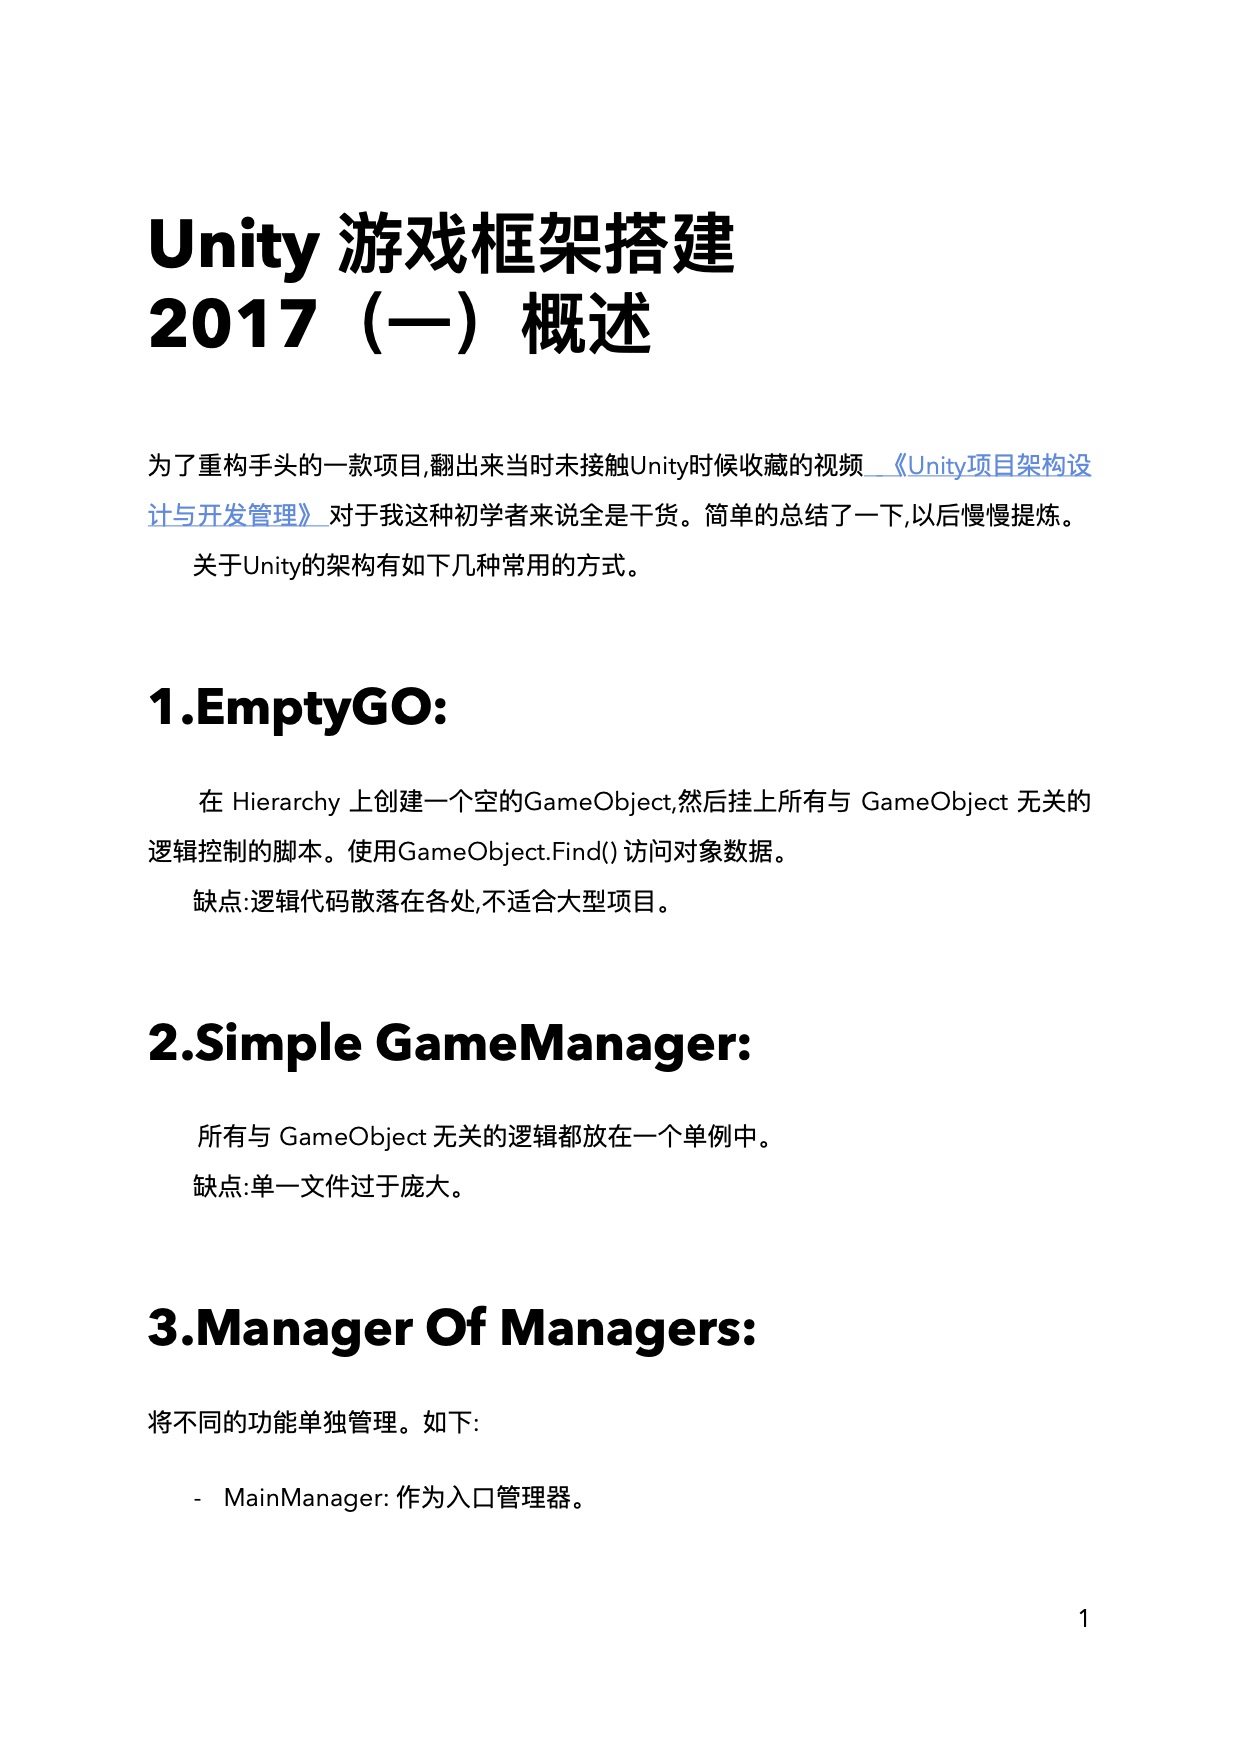 Unity 游戏框架搭建
2017（一）概述
为了重构手头的一款项目,翻出来当时未接触Unity时候收藏的视频 《Unity项目架构设
计与开发管理》 对于我这种初学者来说全是干货。简单的总结了一下,以后慢慢提炼。
关于Unity的架构有如下几种常用的方式。
1.EmptyGO:
在 Hierarchy 上创建一个空的GameObject,然后挂上所有与 GameObject 无关的
逻辑控制的脚本。使用GameObject.Find() 访问对象数据。
缺点:逻辑代码散落在各处,不适合大型项目。
2.Simple GameManager:
所有与 GameObject 无关的逻辑都放在一个单例中。
缺点:单一文件过于庞大。
3.Manager Of Managers:
将不同的功能单独管理。如下:
- MainManager: 作为入口管理器。
1